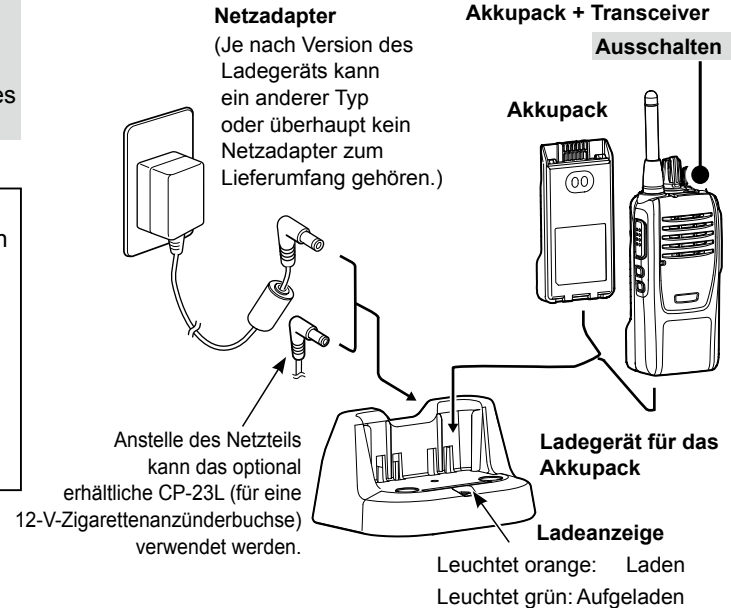 Netzadapter
(Je nach Version des
Ladegeräts kann
ein anderer Typ
oder überhaupt kein
Netzadapter zum
Lieferumfang gehören.)
Akkupack + Transceiver
Ausschalten
Akkupack
Anstelle des Netzteils
kann das optional
erhältliche CP-23L (für eine
12-V-Zigarettenanzünderbuchse)
verwendet werden.
Ladegerät für das
Akkupack
Ladeanzeige
Leuchtet orange: Laden
Leuchtet grün: Aufgeladen